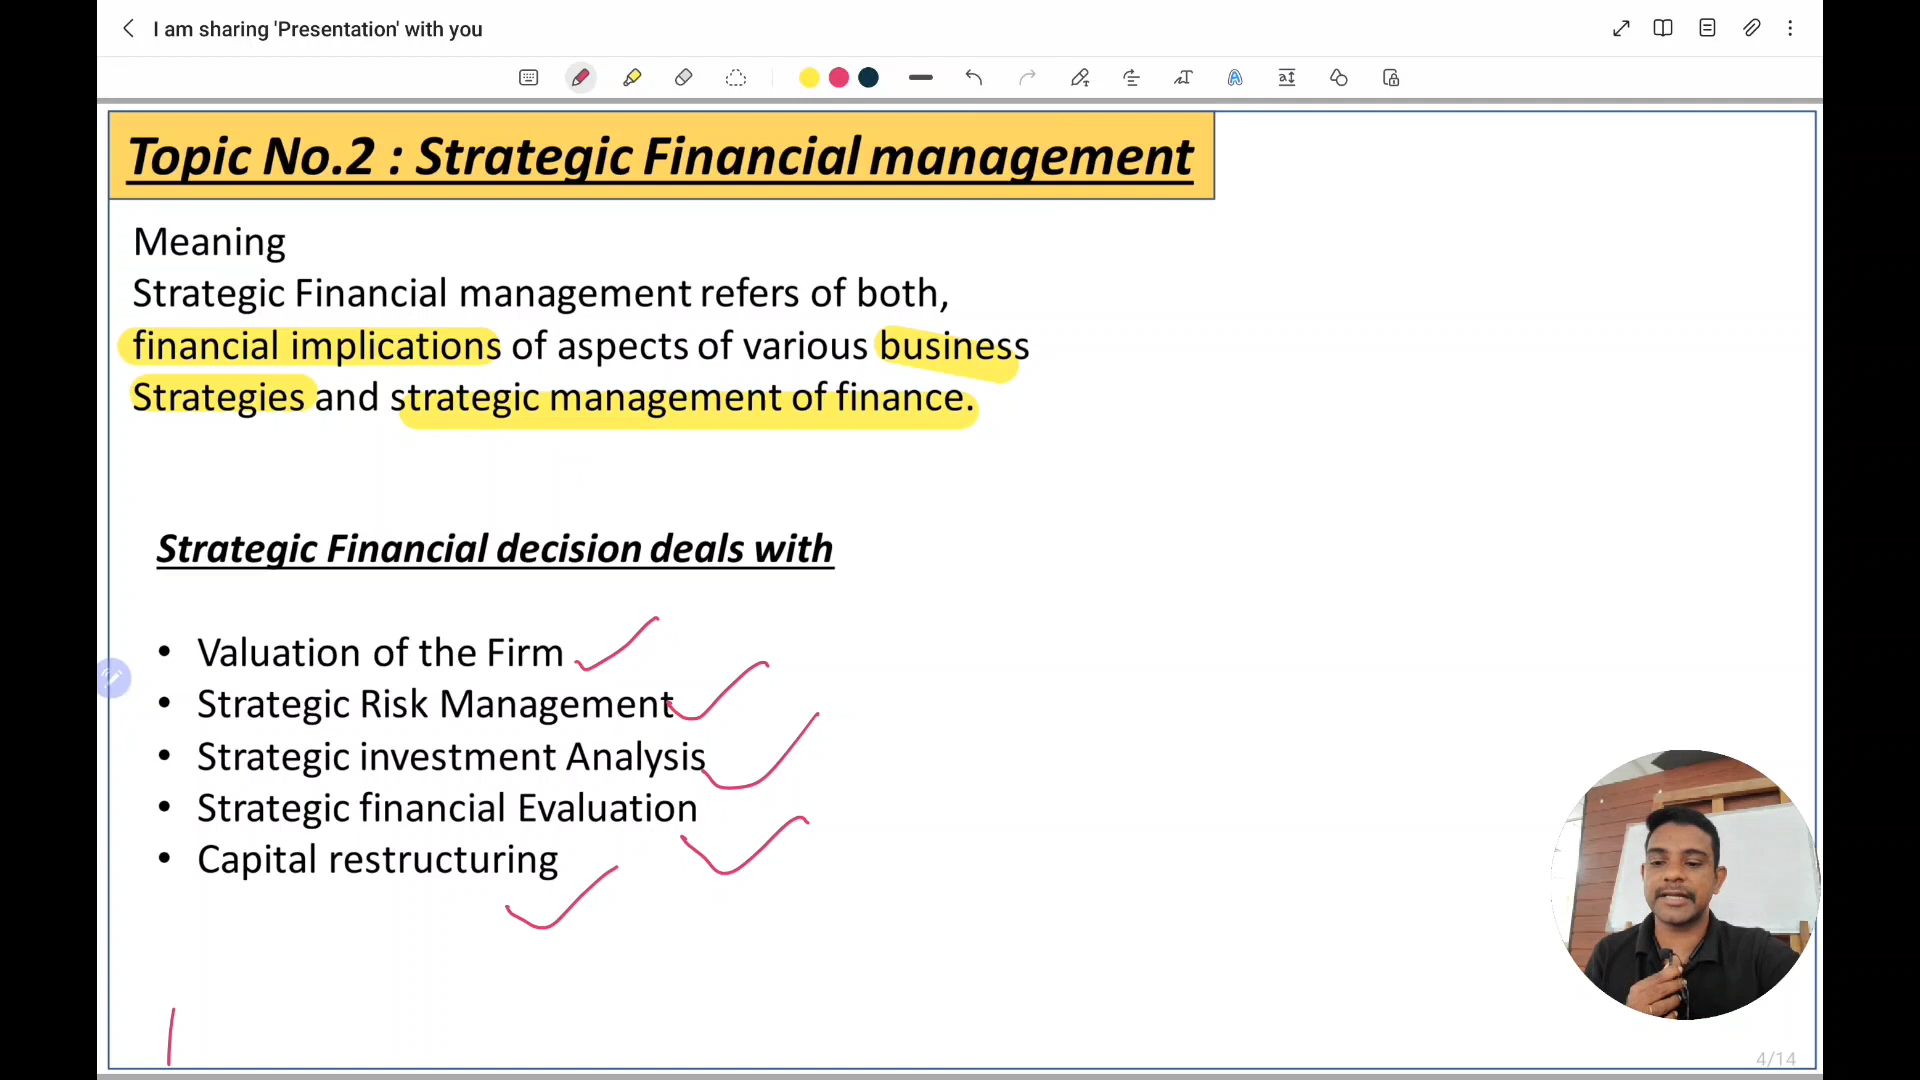 I am sharing 'Presentation' with you
Topic No.2 : Strategic Financial management
Meaning
Strategic Financial management refers of both,
financial implications of aspects of various business
Strategies and strategic management of finance.
Strategic Financial decision deals with
• Valuation of the Firm
• Strategic Risk Management
• Strategic investment Analysis
• Strategic financial Evaluation
• Capital restructuring
4/14